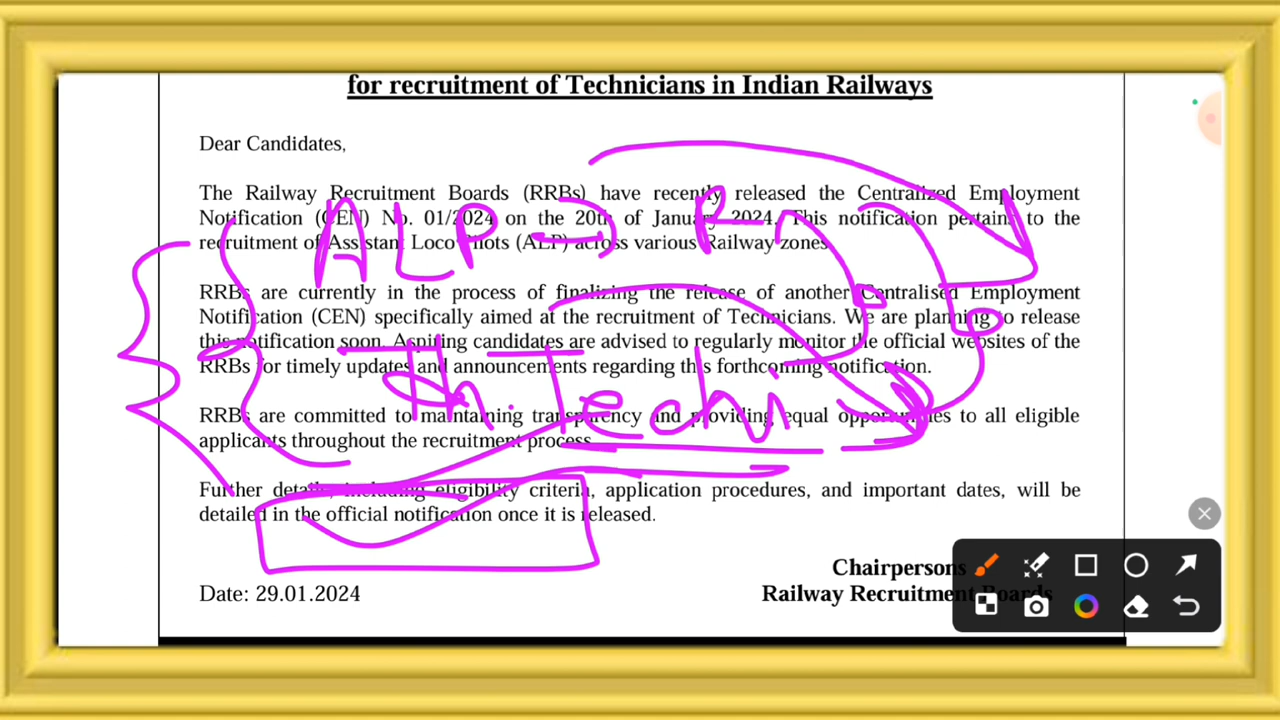 for recruitment of Technicians in Indian Railways
Dear Candidates,
The Railway Recruitment Boards (RRBs) have recently released the Centralized Employment
Notification (CEN) No. 01/2024 on the 20th of January 2024. This notification pertains to the
recruitment of Assistant Loco Pilots (ALP) across various Railway zones.
ALP
RRBs are currently in the process of finalizing the release of another Centralised Employment
Notification (CEN) specifically aimed at the recruitment of Technicians. We are planning to release
this notification soon. Aspiring candidates are advised to regularly monitor the official websites of the
RRBs for timely updates and announcements regarding this forthcoming notification.
Techi
RRBs are committed to maintaining transparency and providing equal opportunities to all eligible
applicants throughout the recruitment process.
Further details, including eligibility criteria, application procedures, and important dates, will be
detailed in the official notification once it is released.
Chairpersons
Date: 29.01.2024 Railway Recruitment Boards